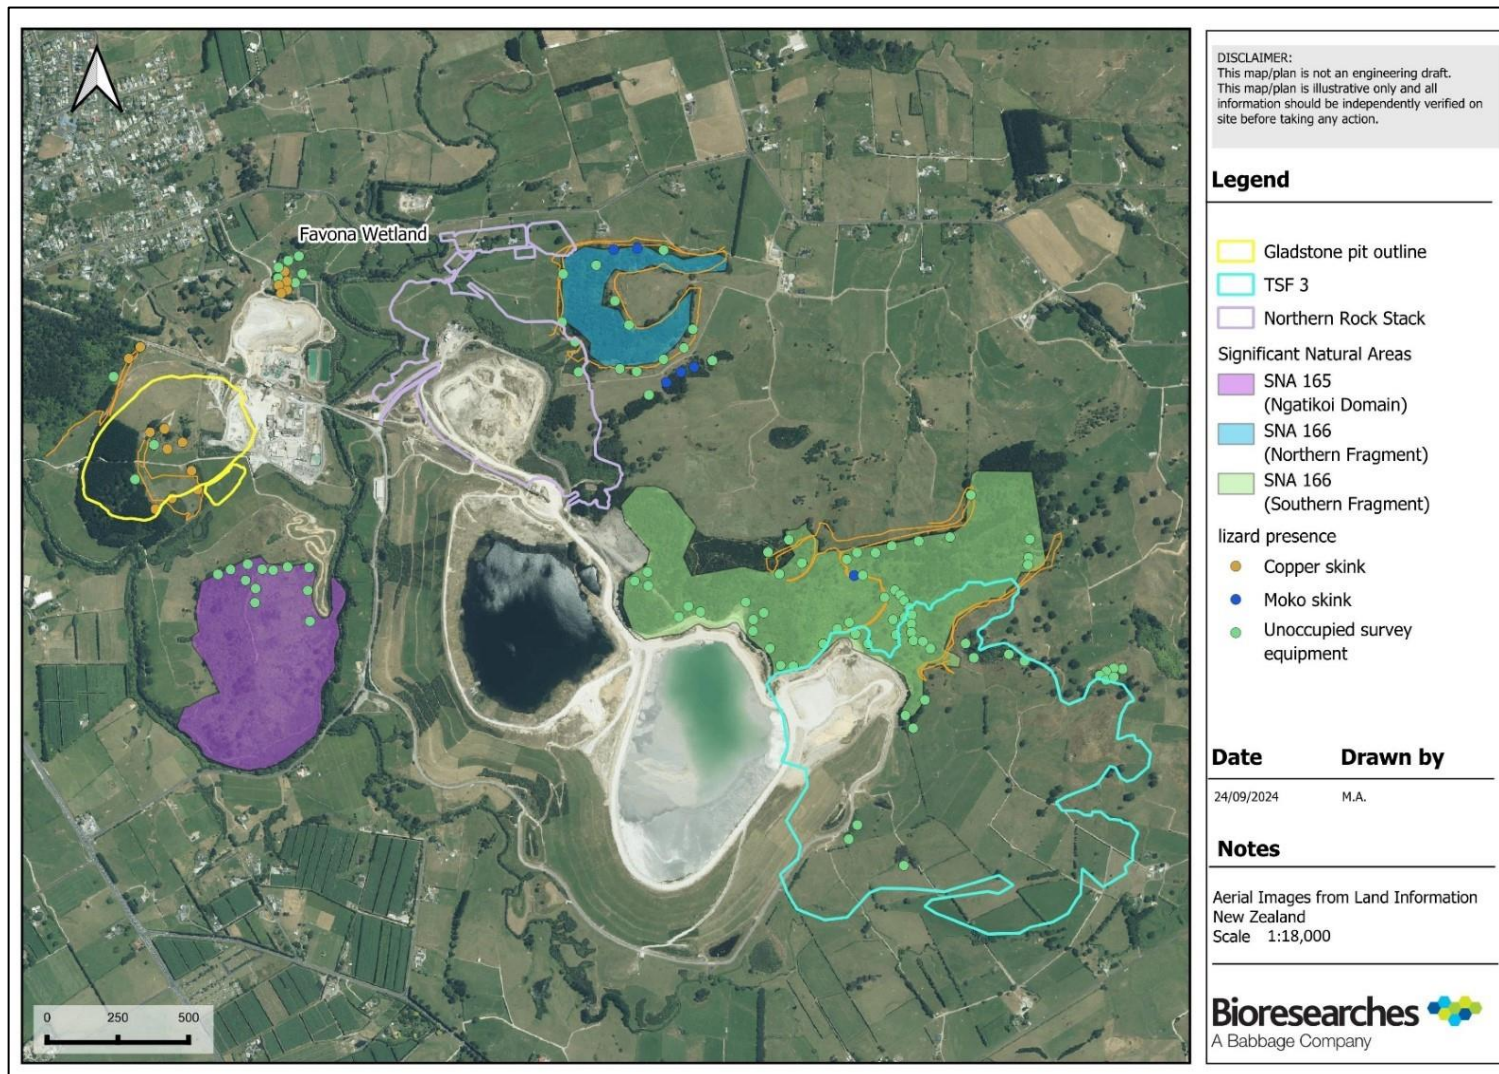 Favona Wetland
0 250 500
DISCLAIMER:
This map/plan is not an engineering draft.
This map/plan is illustrative only and all
information should be independently verified on
site before taking any action.
Legend
Gladstone pit outline
TSF 3
Northern Rock Stack
Significant Natural Areas
SNA 165
(Ngatikoi Domain)
SNA 166
(Northern Fragment)
SNA 166
(Southern Fragment)
lizard presence
Copper skink
Moko skink
Unoccupied survey
equipment
Date Drawn by
24/09/2024 M.A.
Notes
Aerial Images from Land Information
New Zealand
Scale 1:18,000
Bioresearches
A Babbage Company